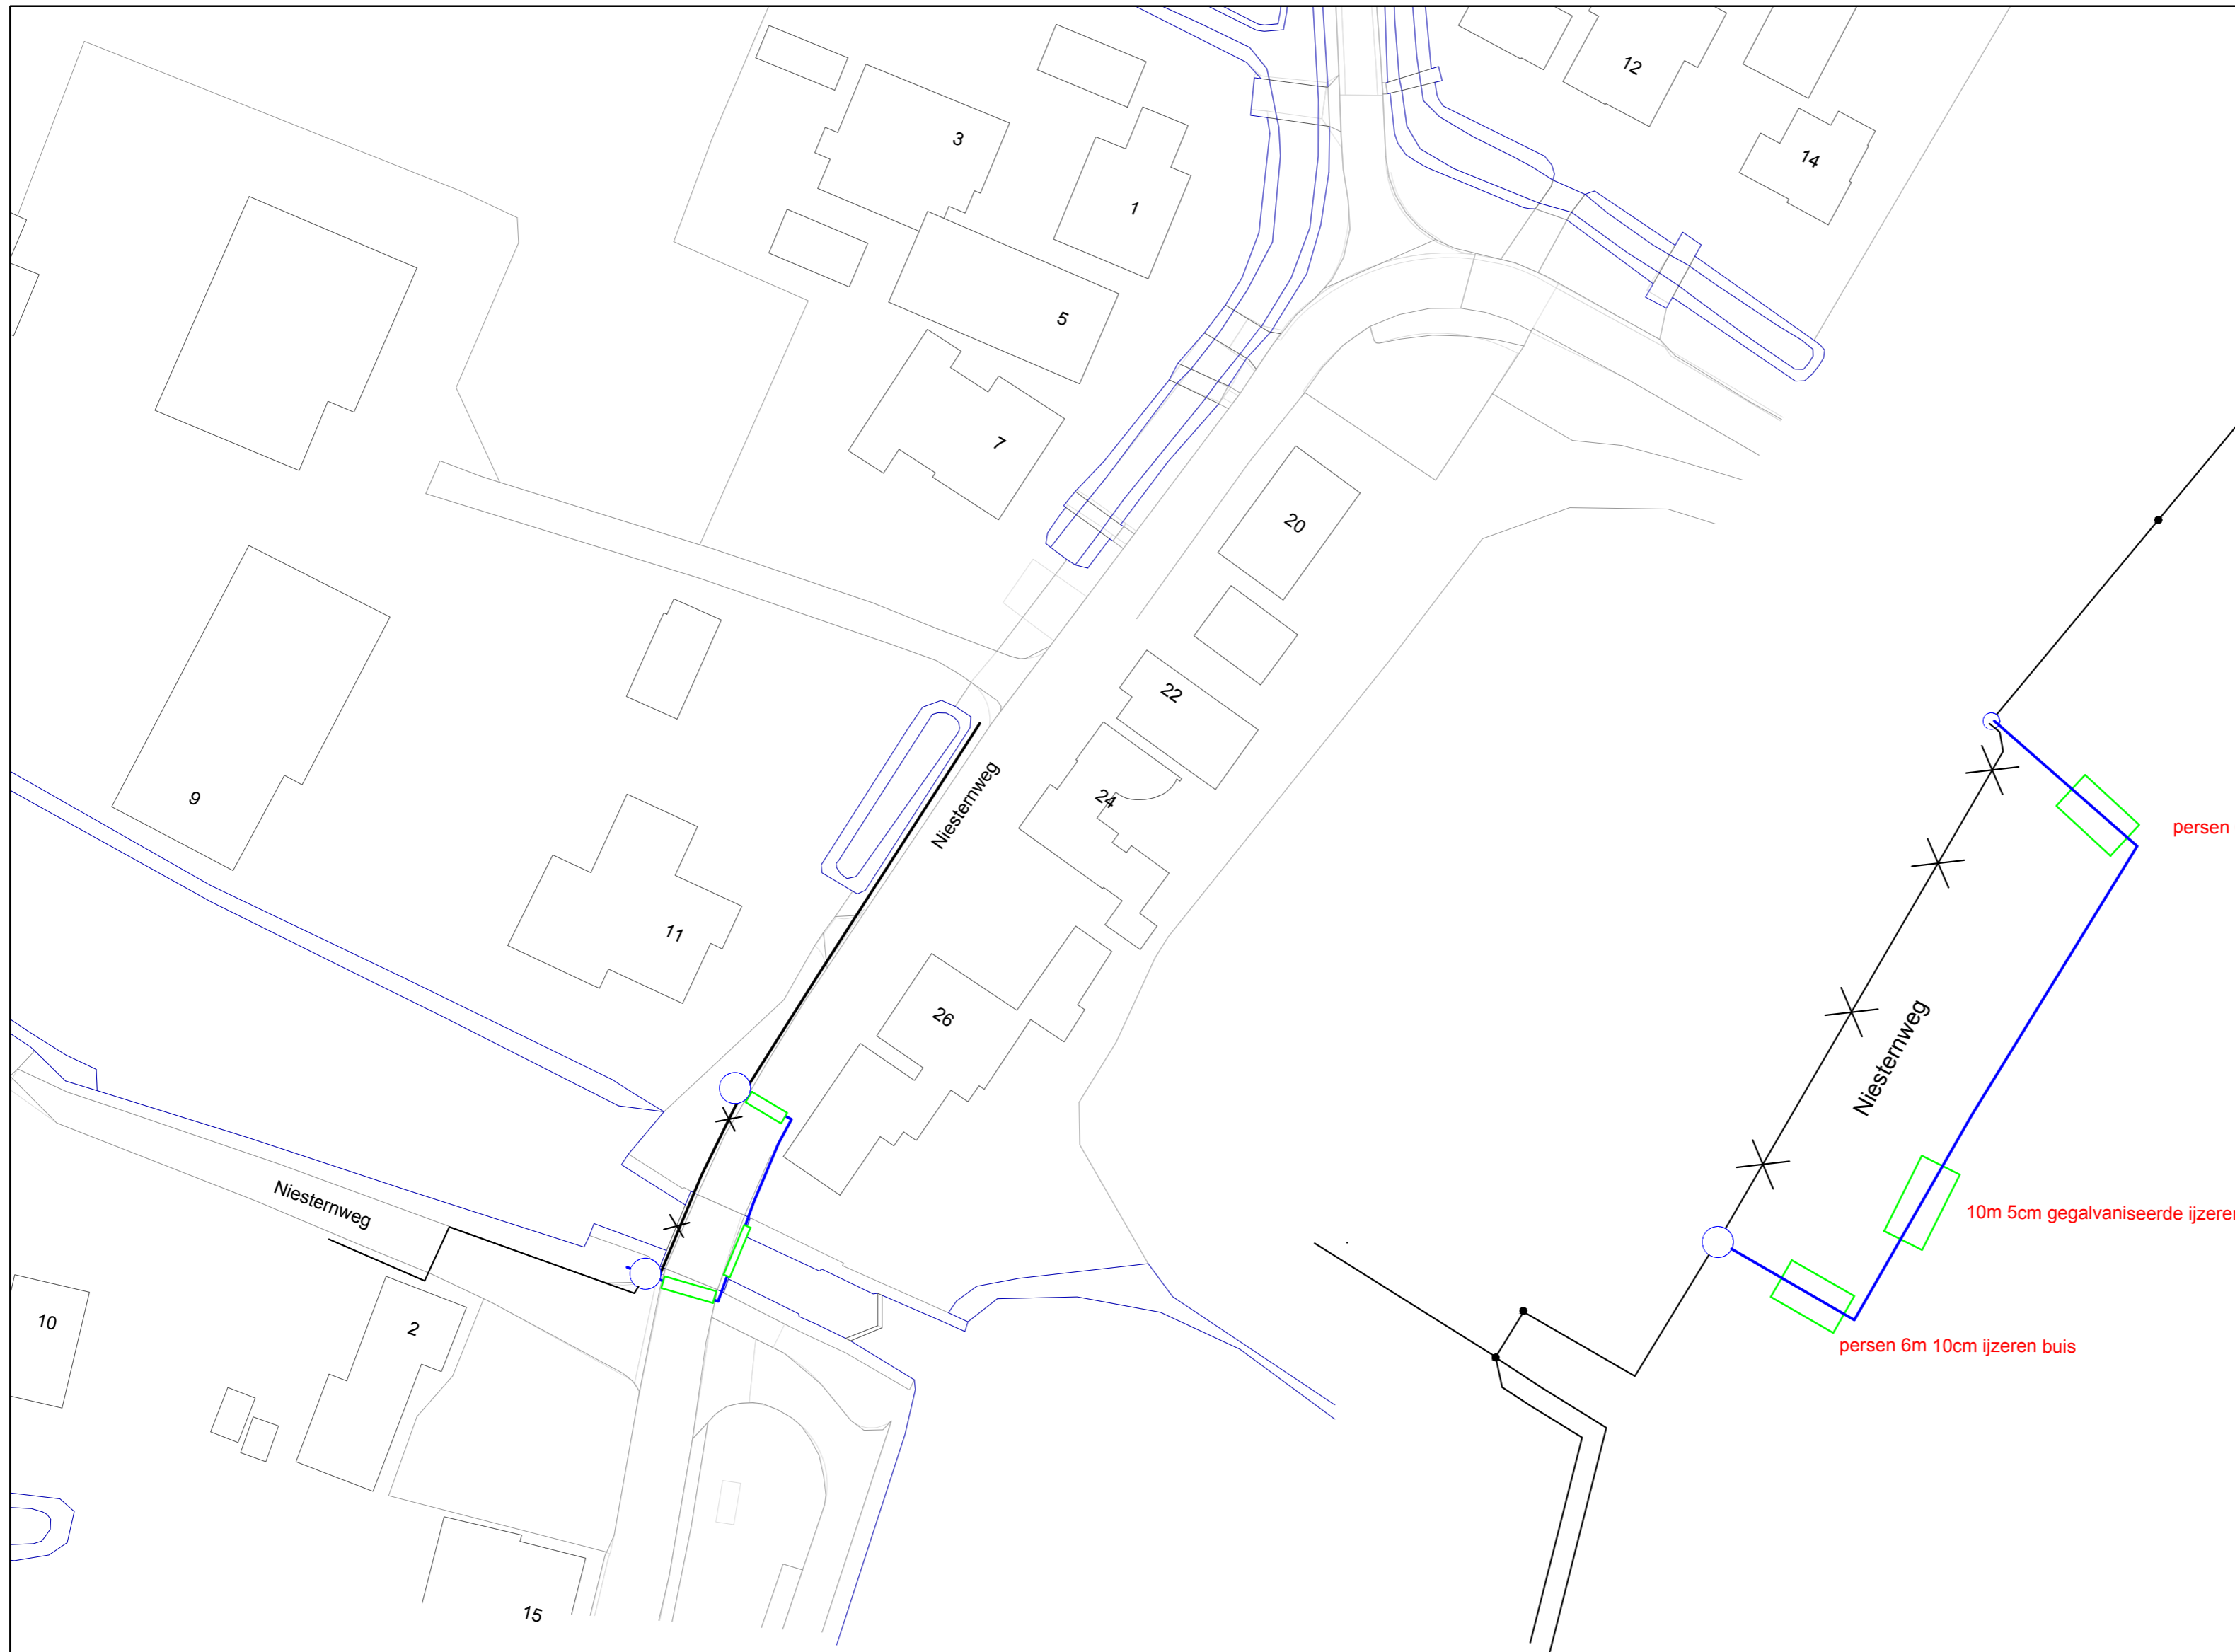 12
3
14
1
5
7
20
22
Niesternweg
24
9
persen
11
26
Niesternweg
Niesternweg
10m 5cm gegalvaniseerde ijzeren
10
2
persen 6m 10cm ijzeren buis
15